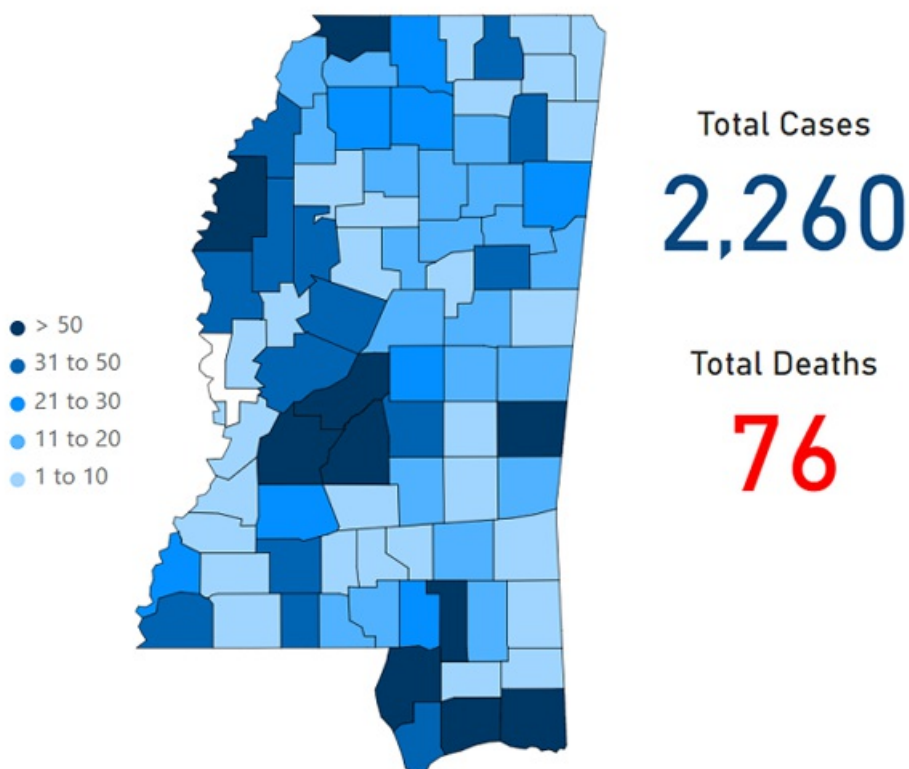 Total Cases
2,260
> 50
31 to 50
21 to 30
11 to 20
1 to 10
Total Deaths
76